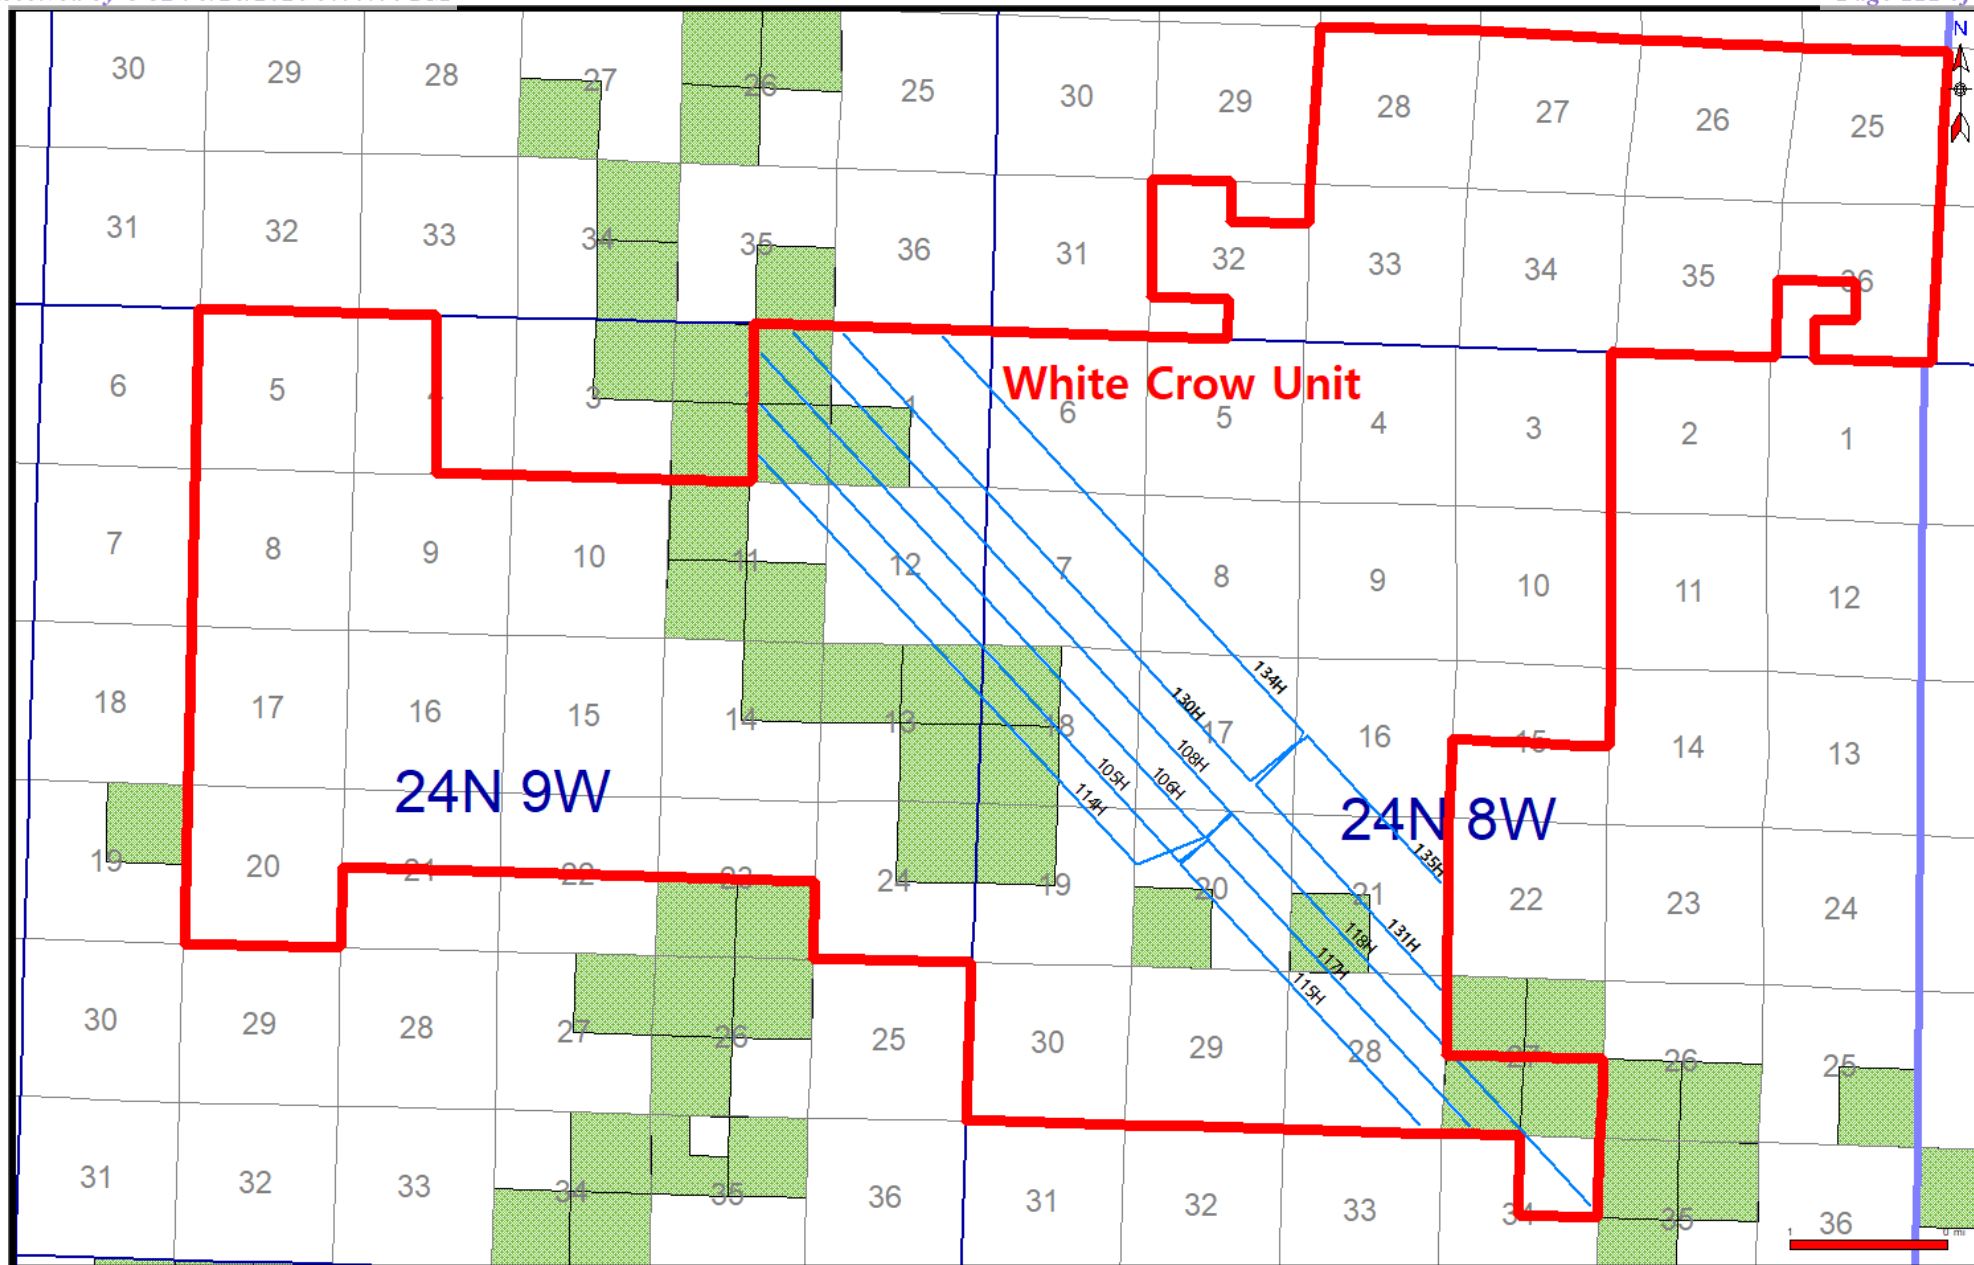 N
30 29 28 27 26 25 30 29 28 27 26 25
31 32 33 34 35 36 31 32 33 34 35 36
White Crow Unit
6 5 4 3 1 6 5 4 3 2 1
7 8 9 10 11 12 7 8 9 10 11 12
134H
130H
18 17 16 15 14 13 18 17 16 15 14 13
108H
105H 106H
114H
24N 9W 24N 8W
135H
19 20 21 22 23 24 19 20 21 22 23 24
118H 131H
117H
115H
30 29 28 27 26 25 30 29 28 27 26 25
31 32 33 34 35 36 31 32 33 34 35 36
1 0 mi